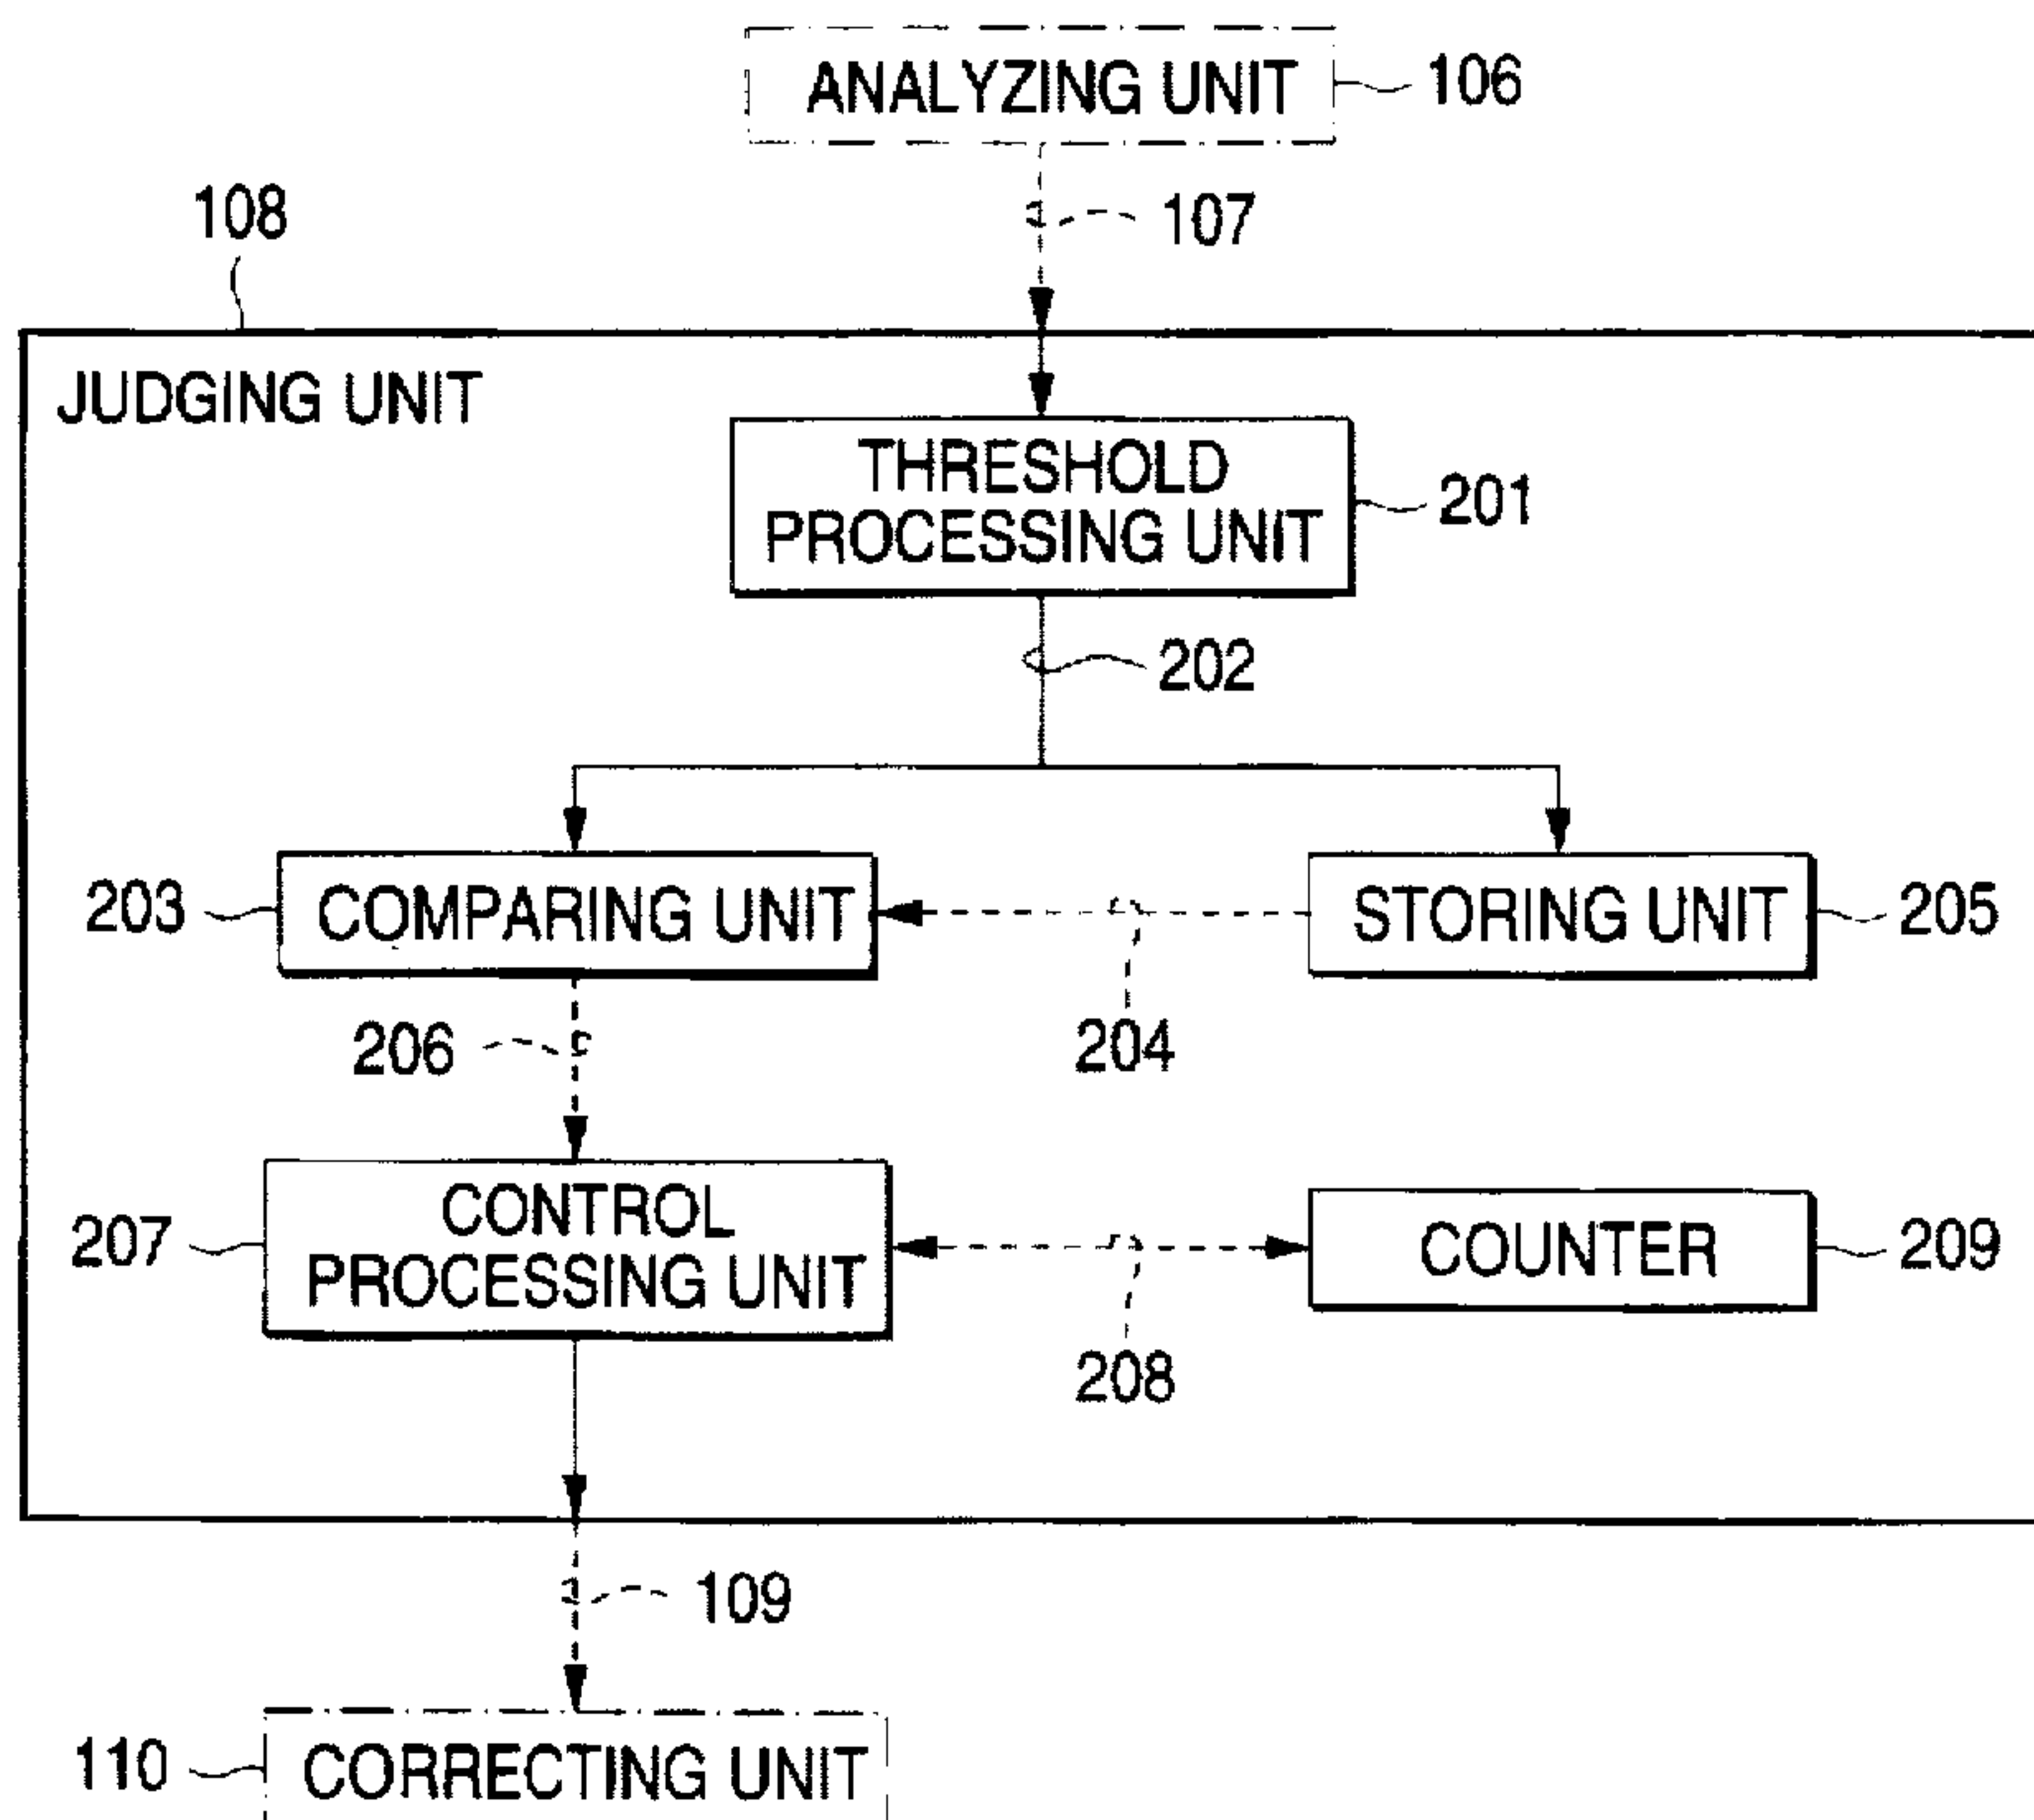 ANALYZING UNIT
106
107
108
JUDGING UNIT
THRESHOLD
PROCESSING UNIT
201
202
203
COMPARING UNIT
STORING UNIT
205
206
204
207
CONTROL
PROCESSING UNIT
COUNTER
209
208
109
110
CORRECTING UNIT